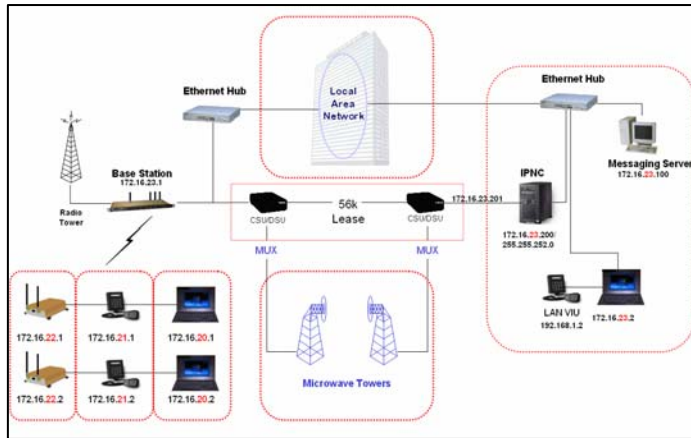 Ethernet Hub
Local
Area
Network
Ethernet Hub
Messaging Server
172.16.23.100
Base Station
172.16.23.1
Radio
Tower
CSU/DSU
56k
Lease
CSU/DSU
172.16.23.201
IPNC
172.16.23.200/
255.255.252.0
MUX
MUX
LAN VIU
192.168.1.2
172.16.23.2
172.16.22.1
172.16.21.1
172.16.20.1
172.16.22.2
172.16.21.2
172.16.20.2
Microwave Towers